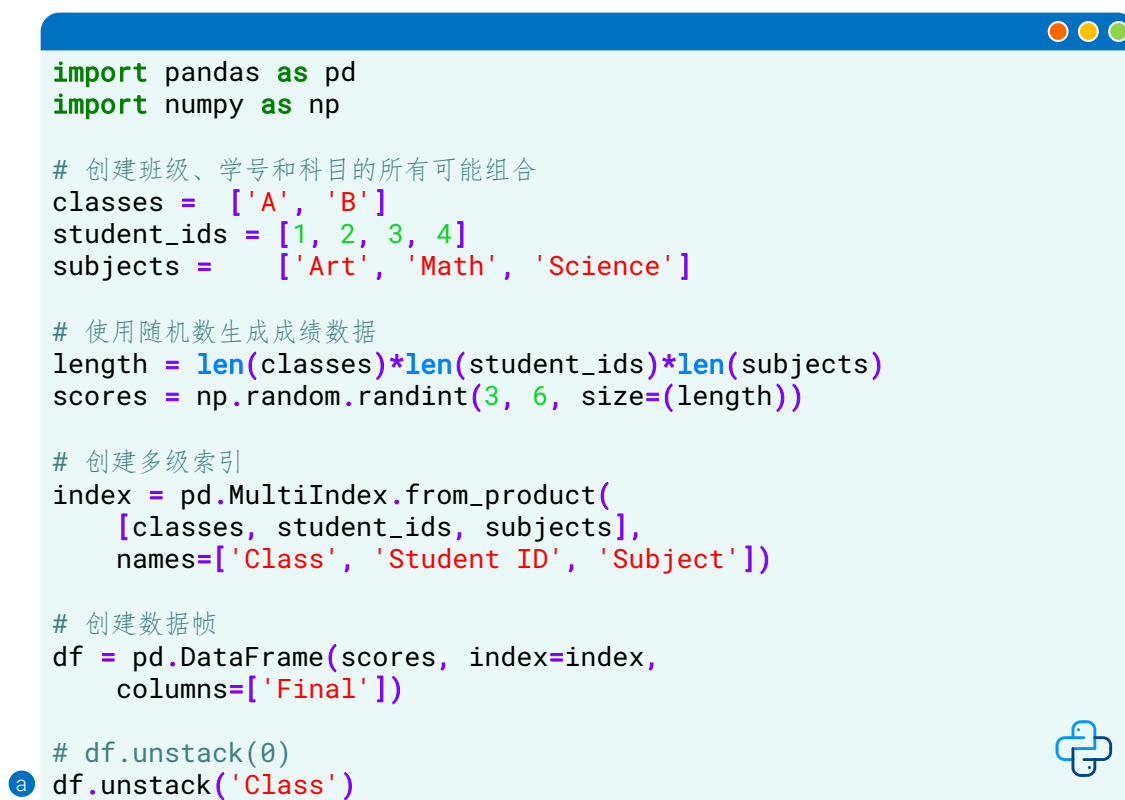 import pandas as pd
import numpy as np
# 创建班级、学号和科目的所有可能组合
classes =  ['A', 'B']
student_ids = [1, 2, 3, 4]
subjects =    ['Art', 'Math', 'Science']
# 使用随机数生成成绩数据
length = len(classes)*len(student_ids)*len(subjects)
scores = np.random.randint(3, 6, size=(length))
# 创建多级索引
index = pd.MultiIndex.from_product(
    [classes, student_ids, subjects],
    names=['Class', 'Student ID', 'Subject'])
# 创建数据帧
df = pd.DataFrame(scores, index=index,
    columns=['Final'])
# df.unstack(0)
a df.unstack('Class')